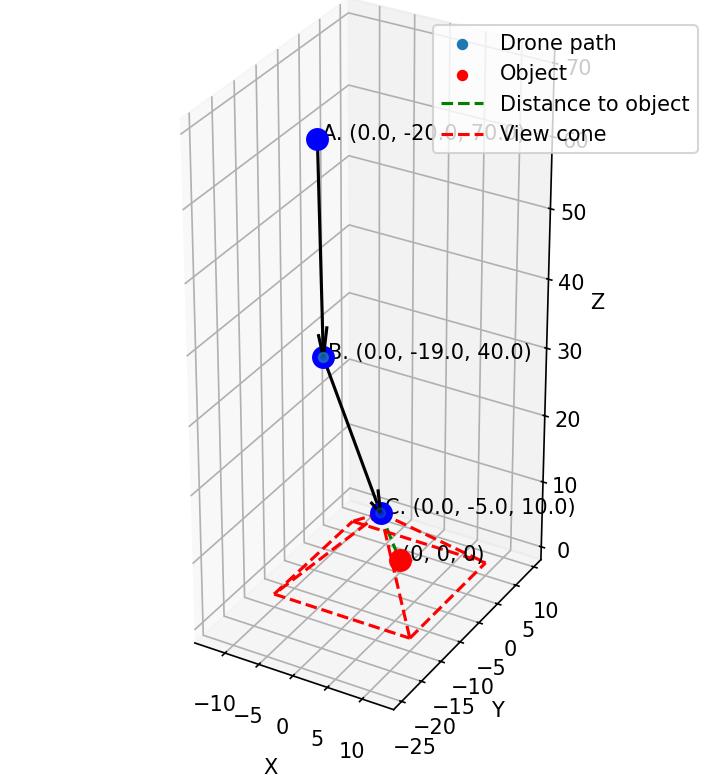 Drone path
Object
Distance to object
View cone
A. (0.0, -20.0, 70.0)
B. (0.0, -19.0, 40.0)
C. (0.0, -5.0, 10.0)
(0, 0, 0)
70
60
50
40
30
20
10
0
Z
10
5
0
−5
−10
−15
−20
−25
Y
−10
−5
0
5
10
X